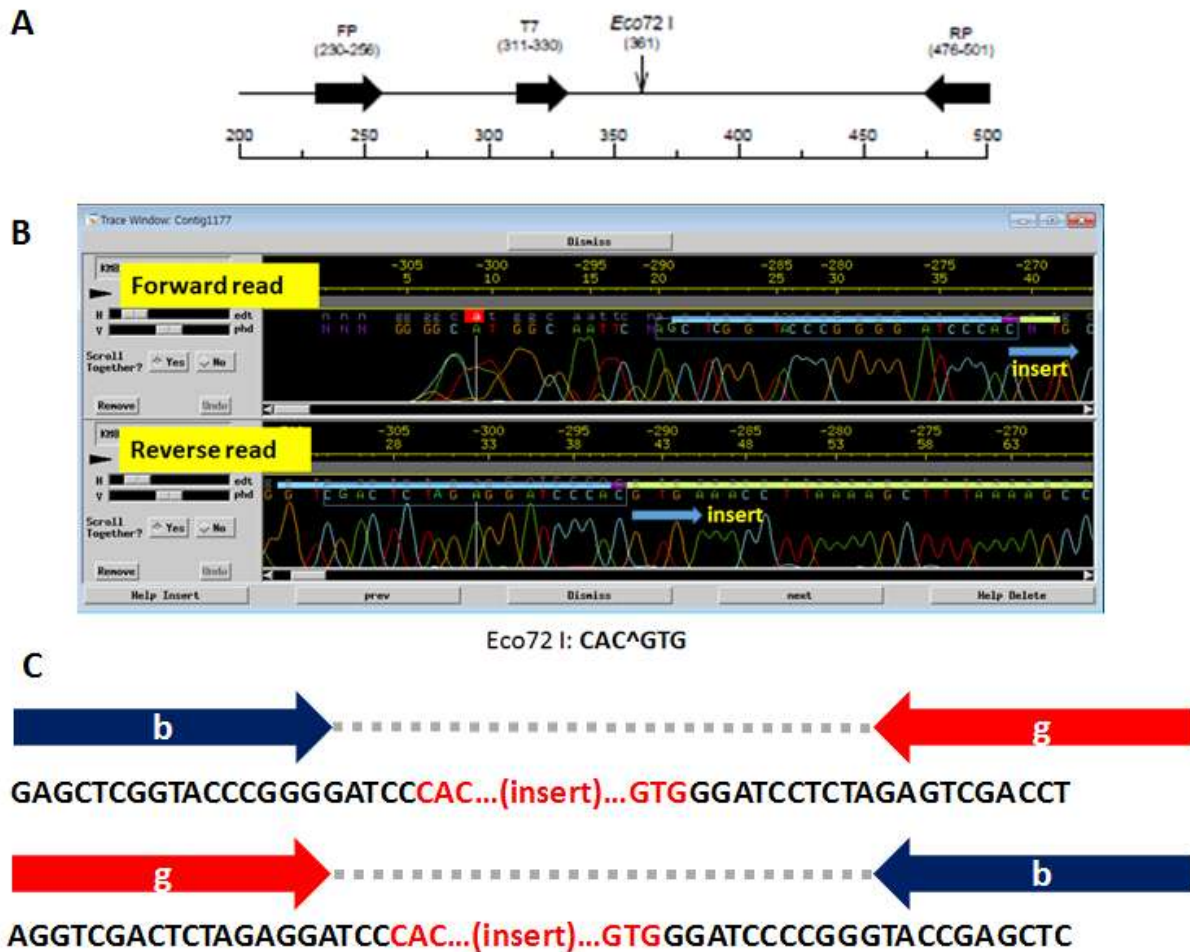 A
FP T7 Eco72 I RP
(230-256) (311-330) (361) (476-501)
200 250 300 350 400 450 500
B
Trace Window: Contig1177
Dismiss
-305 -300 -295 -290 -285 -280 -275 -270
5 10 15 20 25 30 35 40
Forward read
H edt
V phd
Scroll Together? Yes No
insert
Remove Undo
-305 -300 -295 -290 -285 -280 -275 -270
28 33 38 43 48 53 58 63
Reverse read
G G T C G A C T C T A G A G G A T C C C A C G T G A A A C C T T A A A A G C T T T A A A A G C C
H edt
V phd
Scroll Together? Yes No
insert
Remove Undo
Help Insert prev Dismiss next Help Delete
Eco72 I: CAC^GTG
C
b g
GAGCTCGGTACCCGGGGATCCCAC...(insert)...GTGGGATCCTCTAGAGTCGACCT
g b
AGGTCGACTCTAGAGGATCCCAC...(insert)...GTGGGATCCCCGGGTACCGAGCTC